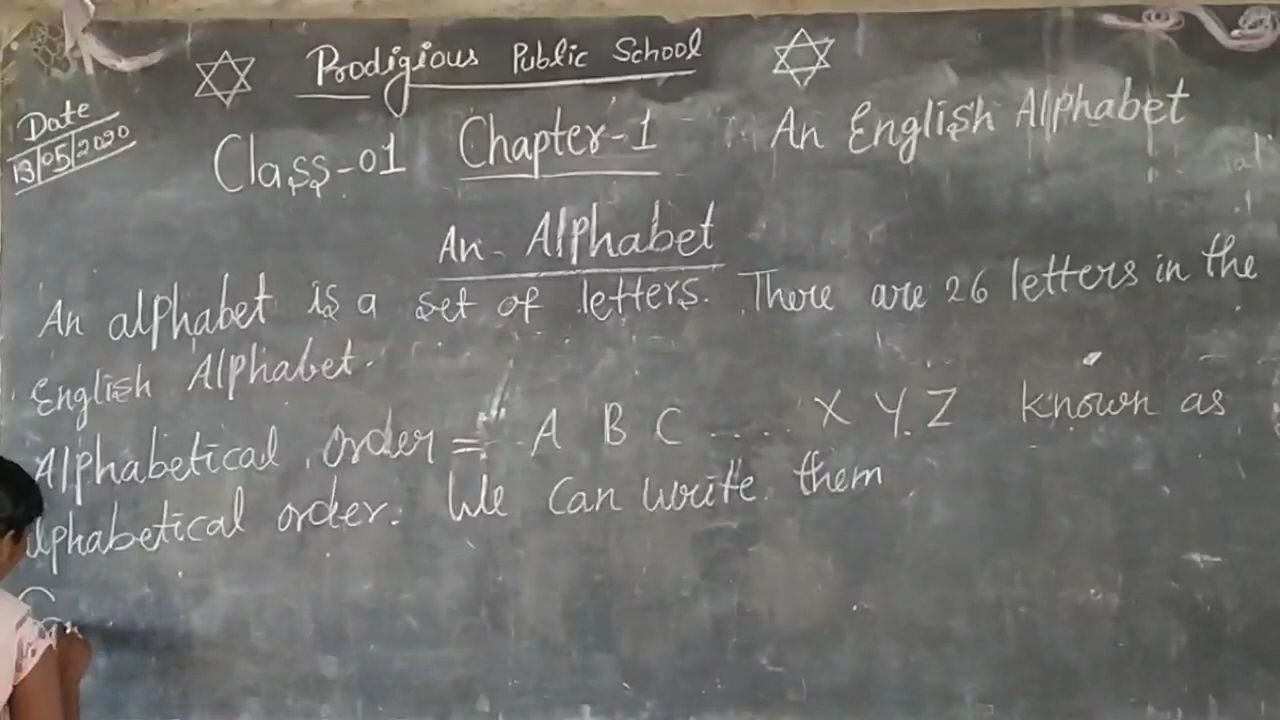 Prodigious Public School
Date
13/05/2020
Class-01 Chapter-1 An English Alphabet
An - Alphabet
An alphabet is a set of letters. There are 26 letters in the
English Alphabet.
Alphabetical order = A B C .... X Y Z known as
alphabetical order. We can write them